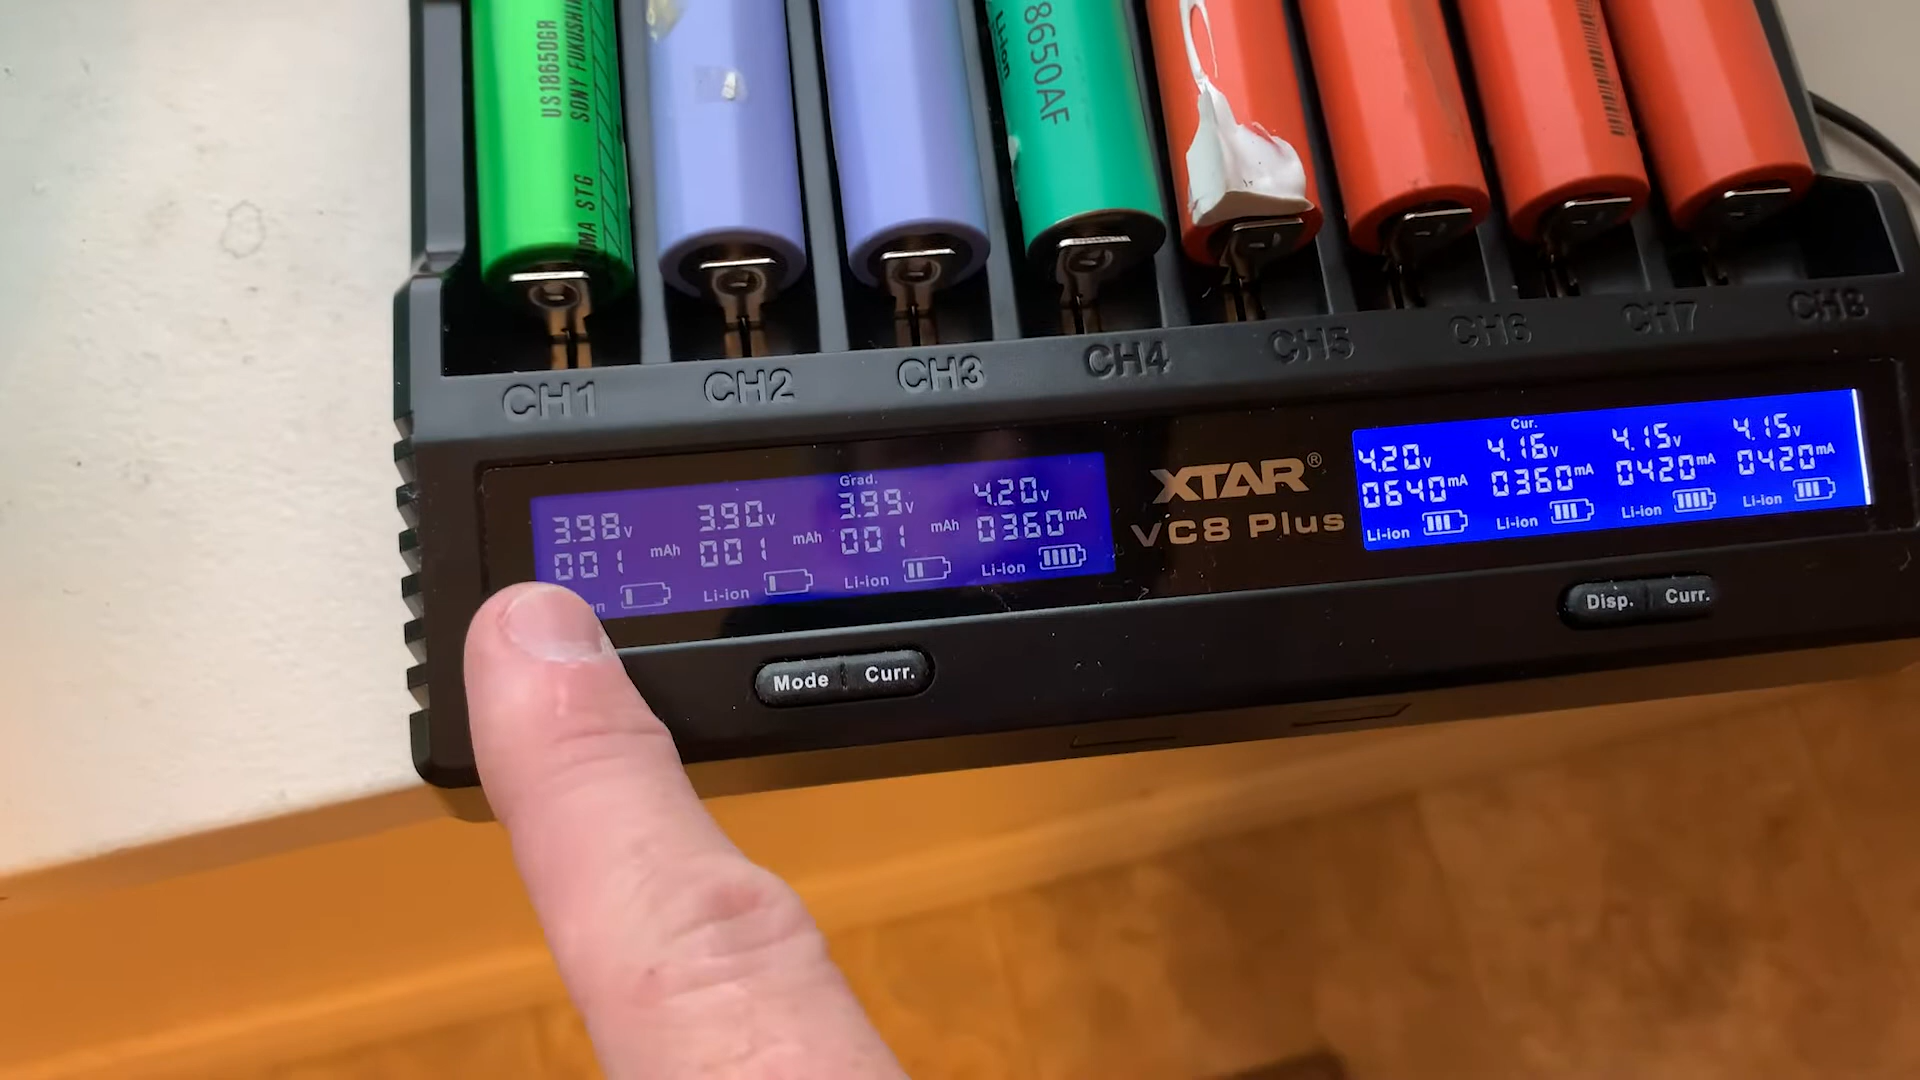 US18650GR
SONY FUKUSHI
MA STG
Li-ion
8650AF
CH1
CH2
CH3
CH4
CH5
CH6
CH7
CH8
3.98V
001 mAh
3.90V
001 mAh
Li-ion
Grad.
3.99V
001 mAh
Li-ion
4.20V
0360mA
Li-ion
XTAR®
VC8 Plus
4.20V
0640mA
Li-ion
Cur.
4.16V
0360mA
Li-ion
4.15V
0420mA
Li-ion
4.15V
0420mA
Li-ion
Mode Curr.
Disp. Curr.